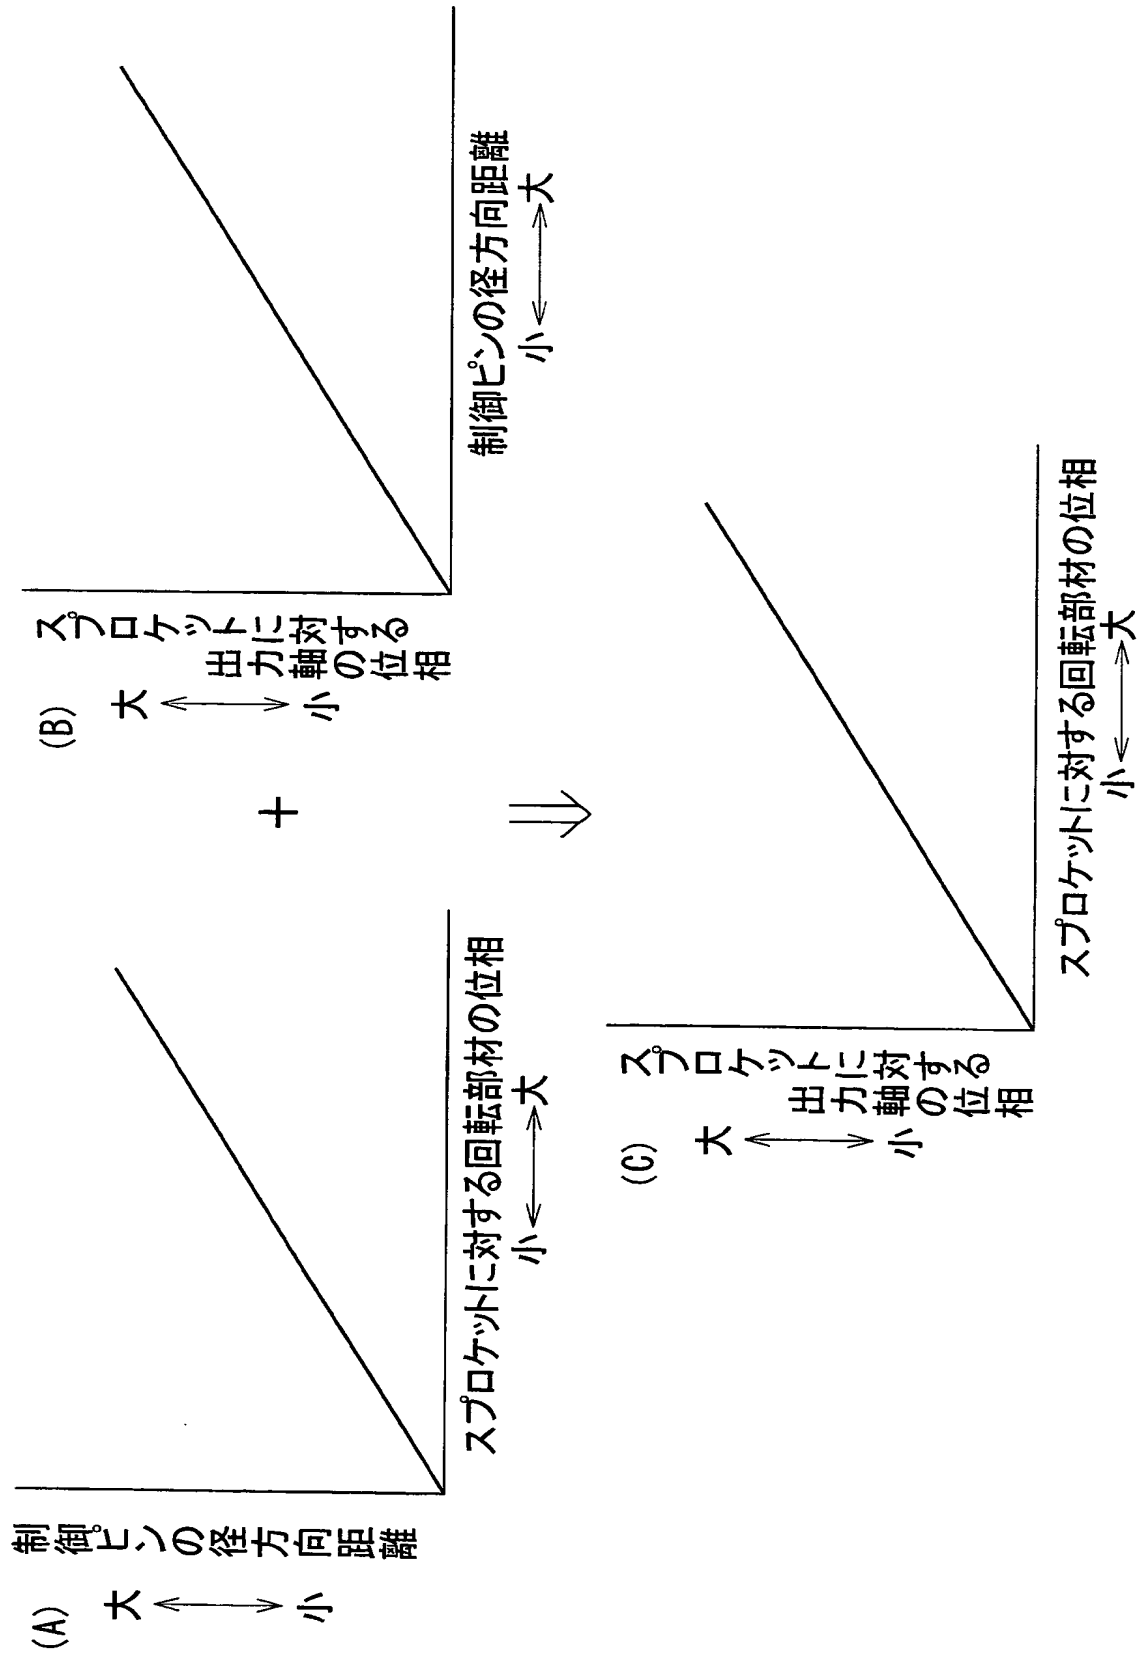 (A)
制御ピンの径方向距離
大
小
スプロケットに対する回転部材の位相
小 大
+
(B)
スプロケットに対する
出力軸の位相
大
小
制御ピンの径方向距離
小 大
(C)
スプロケットに対する
出力軸の位相
大
小
スプロケットに対する回転部材の位相
小 大